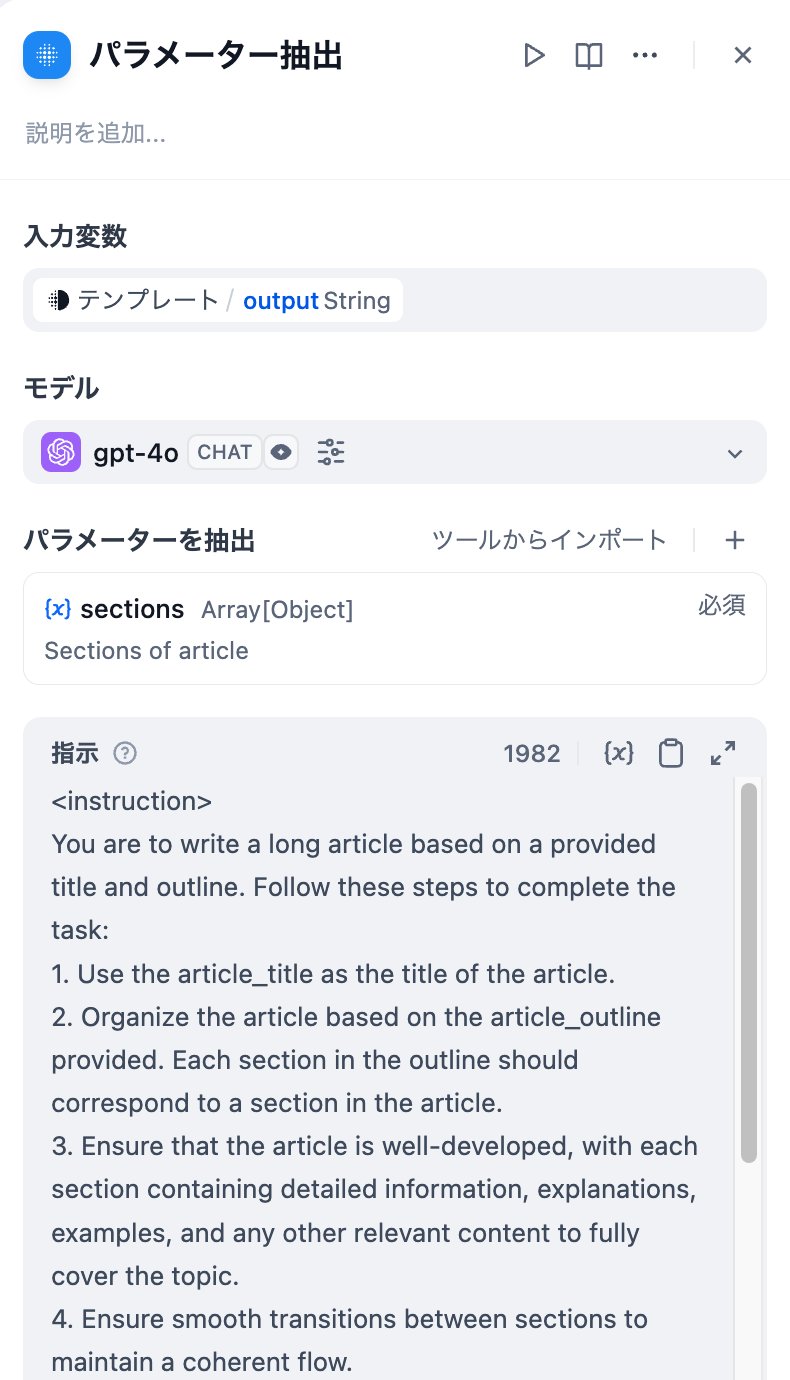 パラメーター抽出
説明を追加...
入力変数
テンプレート / output String
モデル
gpt-4o CHAT
パラメーターを抽出 ツールからインポート
{x} sections Array[Object] 必須
Sections of article
指示 1982 {x}
<instruction>
You are to write a long article based on a provided
title and outline. Follow these steps to complete the
task:
1. Use the article_title as the title of the article.
2. Organize the article based on the article_outline
provided. Each section in the outline should
correspond to a section in the article.
3. Ensure that the article is well-developed, with each
section containing detailed information, explanations,
examples, and any other relevant content to fully
cover the topic.
4. Ensure smooth transitions between sections to
maintain a coherent flow.